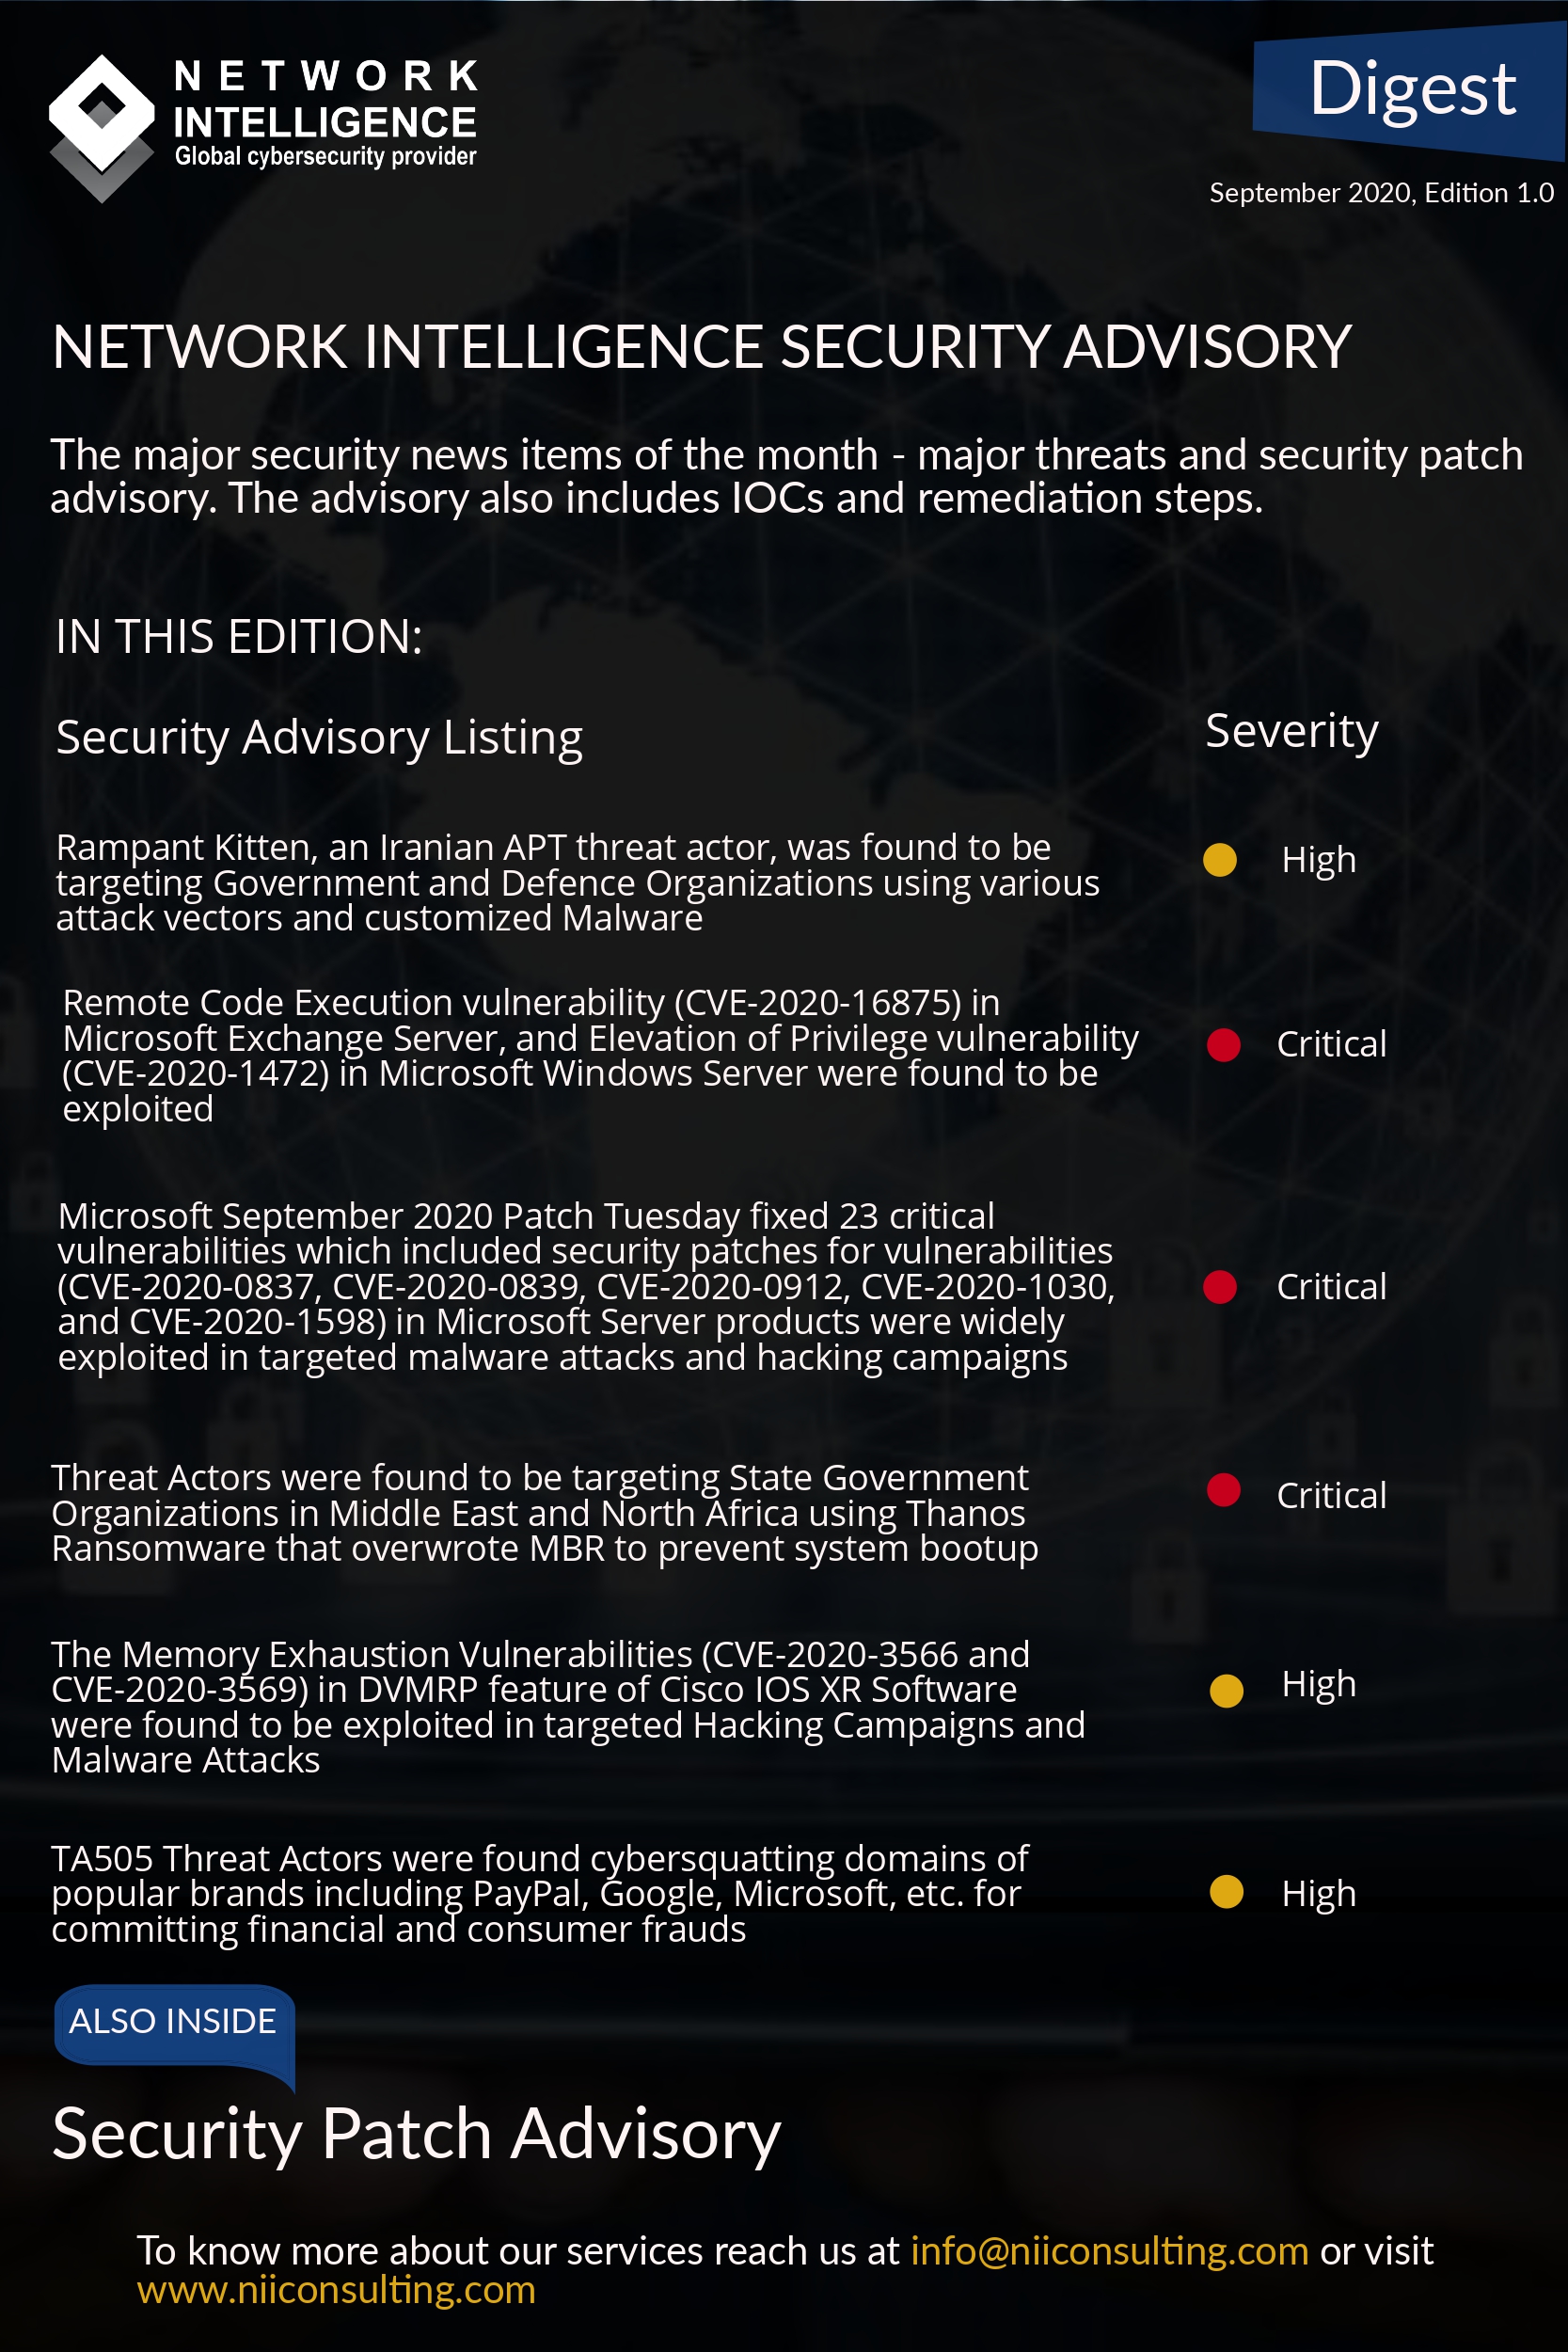 NETWORK
INTELLIGENCE
Global cybersecurity provider
Digest
September 2020, Edition 1.0
NETWORK INTELLIGENCE SECURITY ADVISORY
The major security news items of the month - major threats and security patch
advisory. The advisory also includes IOCs and remediation steps.
IN THIS EDITION:
Security Advisory Listing
Severity
Rampant Kitten, an Iranian APT threat actor, was found to be
targeting Government and Defence Organizations using various
attack vectors and customized Malware
High
Remote Code Execution vulnerability (CVE-2020-16875) in
Microsoft Exchange Server, and Elevation of Privilege vulnerability
(CVE-2020-1472) in Microsoft Windows Server were found to be
exploited
Critical
Microsoft September 2020 Patch Tuesday fixed 23 critical
vulnerabilities which included security patches for vulnerabilities
(CVE-2020-0837, CVE-2020-0839, CVE-2020-0912, CVE-2020-1030,
and CVE-2020-1598) in Microsoft Server products were widely
exploited in targeted malware attacks and hacking campaigns
Critical
Threat Actors were found to be targeting State Government
Organizations in Middle East and North Africa using Thanos
Ransomware that overwrote MBR to prevent system bootup
Critical
The Memory Exhaustion Vulnerabilities (CVE-2020-3566 and
CVE-2020-3569) in DVMRP feature of Cisco IOS XR Software
were found to be exploited in targeted Hacking Campaigns and
Malware Attacks
High
TA505 Threat Actors were found cybersquatting domains of
popular brands including PayPal, Google, Microsoft, etc. for
committing financial and consumer frauds
High
ALSO INSIDE
Security Patch Advisory
To know more about our services reach us at info@niiconsulting.com or visit
www.niiconsulting.com